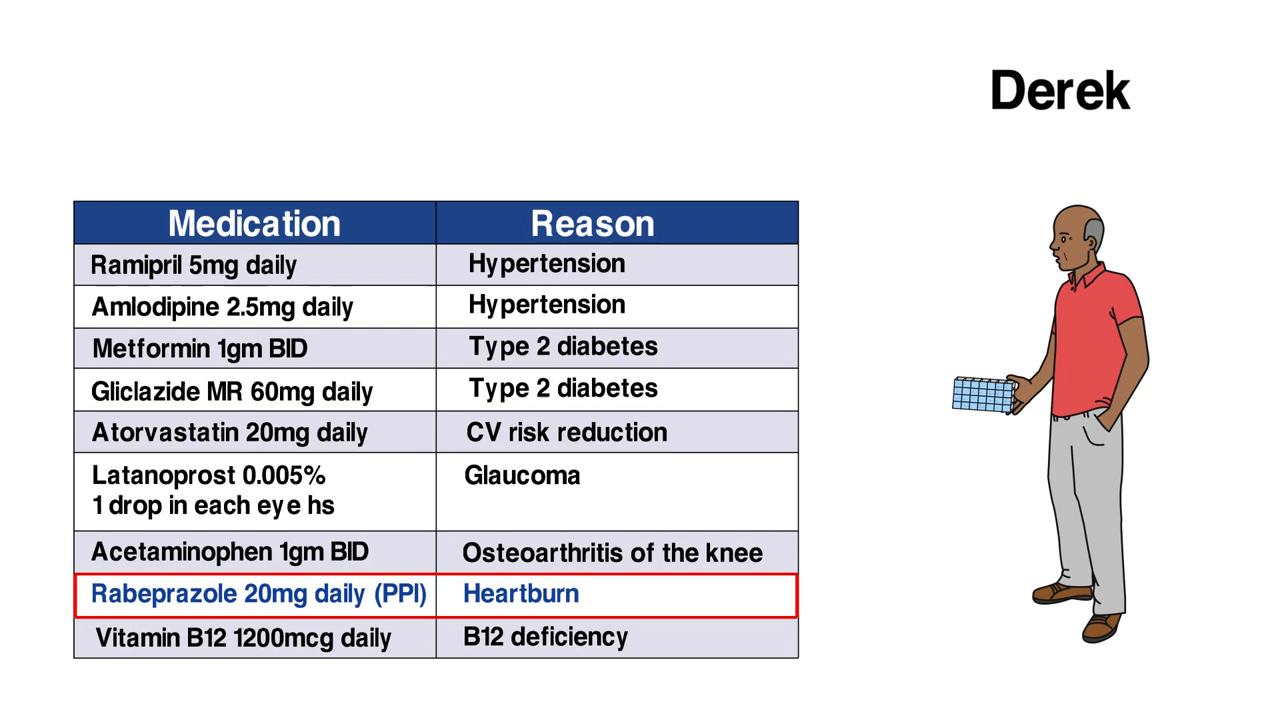 Derek
Medication Reason
Ramipril 5mg daily Hypertension
Amlodipine 2.5mg daily Hypertension
Metformin 1gm BID Type 2 diabetes
Gliclazide MR 60mg daily Type 2 diabetes
Atorvastatin 20mg daily CV risk reduction
Latanoprost 0.005% Glaucoma
1 drop in each eye hs
Acetaminophen 1gm BID Osteoarthritis of the knee
Rabeprazole 20mg daily (PPI) Heartburn
Vitamin B12 1200mcg daily B12 deficiency